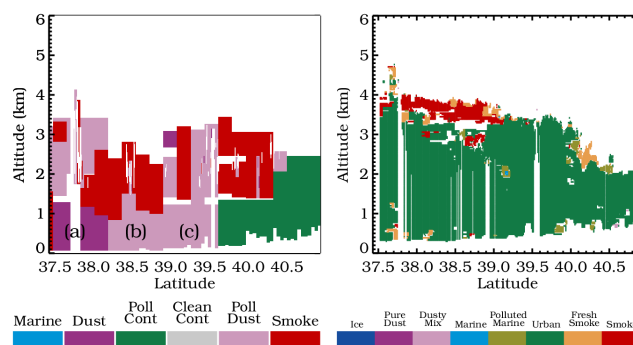 6
5
4
3
2
1
0
Altitude (km)
(a)
(b)
(c)
37.5 38.0 38.5 39.0 39.5 40.0 40.5
Latitude
Marine
Dust
Poll Cont
Clean Cont
Poll Dust
Smoke
6
5
4
3
2
1
0
Altitude (km)
37.5 38.0 38.5 39.0 39.5 40.0 40.5
Latitude
Ice
Pure Dust
Dusty Mix
Marine
Polluted Marine
Urban
Fresh Smoke